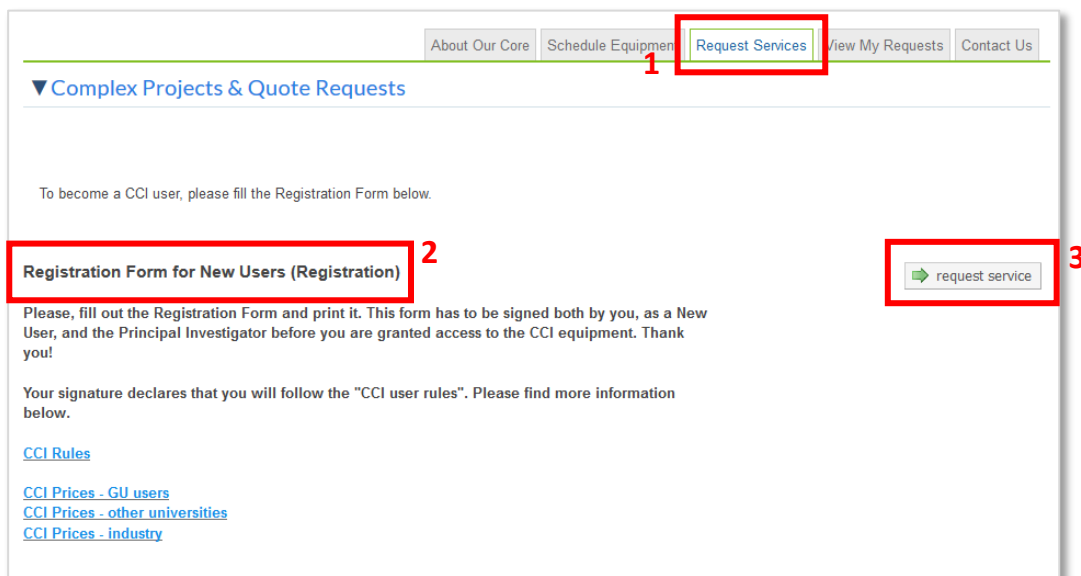 About Our Core Schedule Equipment Request Services View My Requests Contact Us
1
▼Complex Projects & Quote Requests
To become a CCI user, please fill the Registration Form below.
2
3
Registration Form for New Users (Registration)
request service
Please, fill out the Registration Form and print it. This form has to be signed both by you, as a New
User, and the Principal Investigator before you are granted access to the CCI equipment. Thank
you!
Your signature declares that you will follow the "CCI user rules". Please find more information
below.
CCI Rules
CCI Prices - GU users
CCI Prices - other universities
CCI Prices - industry